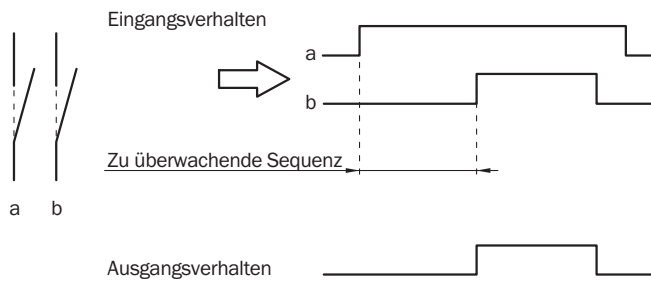 Eingangsverhalten
a
b
Zu überwachende Sequenz
a b
Ausgangsverhalten